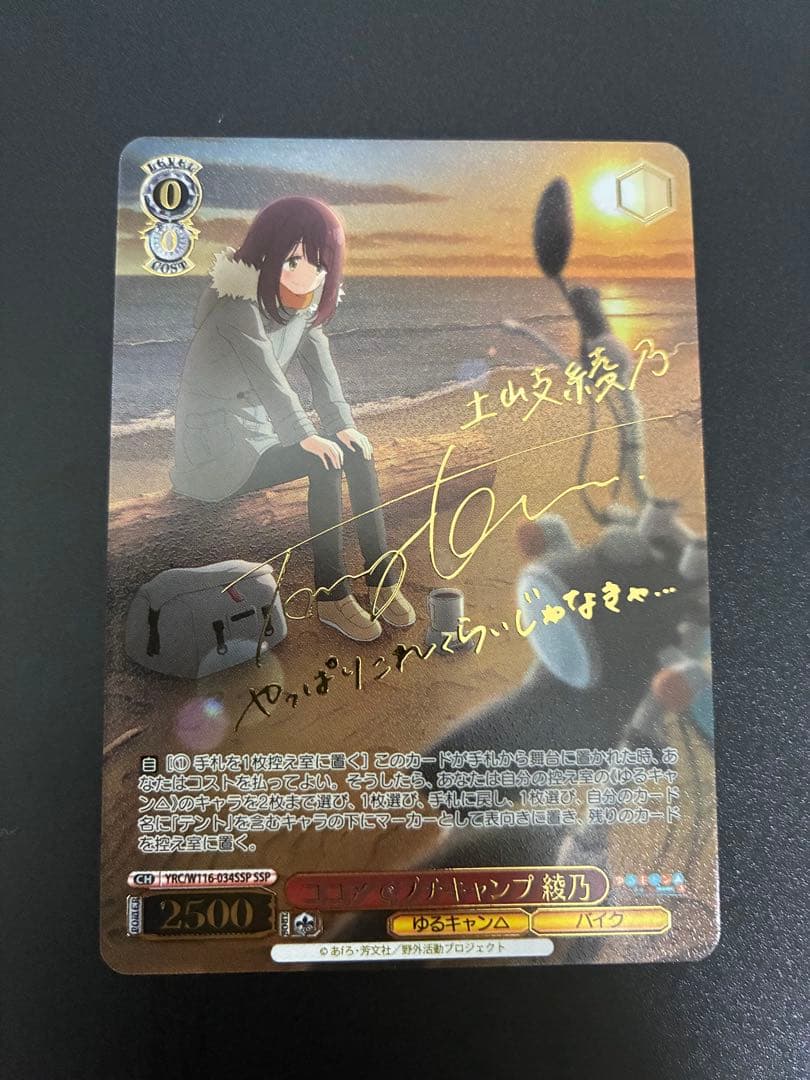 LEVEL
0
0
COST
土岐綾乃
やっぱりこれくらいじゃなきゃ…
自 [① 手札を1枚控え室に置く] このカードが手札から舞台に置かれた時、あ
なたはコストを払ってよい。そうしたら、あなたは自分の控え室の《ゆるキャ
ン△》のキャラを2枚まで選び、1枚選び、手札に戻し、1枚選び、自分のカード
名に「テント」を含むキャラの下にマーカーとして表向きに置き、残りのカード
を控え室に置く。
CH YRC/W116-034SSP SSP
ココアでプチキャンプ 綾乃
POWER 2500 SOUL
ゆるキャン△ バイク
©あfろ・芳文社/野外活動プロジェクト